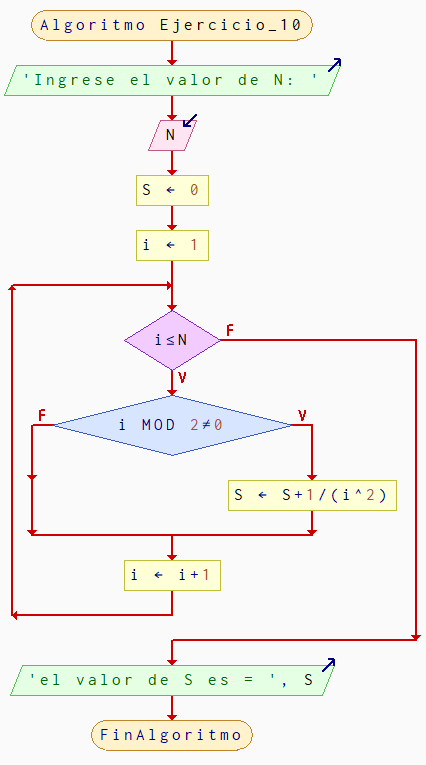 Algoritmo Ejercicio_10
'Ingrese el valor de N: '
N
S ← 0
i ← 1
i≤N
F
V
F
i MOD 2≠0
V
S ← S+1/(i^2)
i ← i+1
'el valor de S es = ', S
FinAlgoritmo